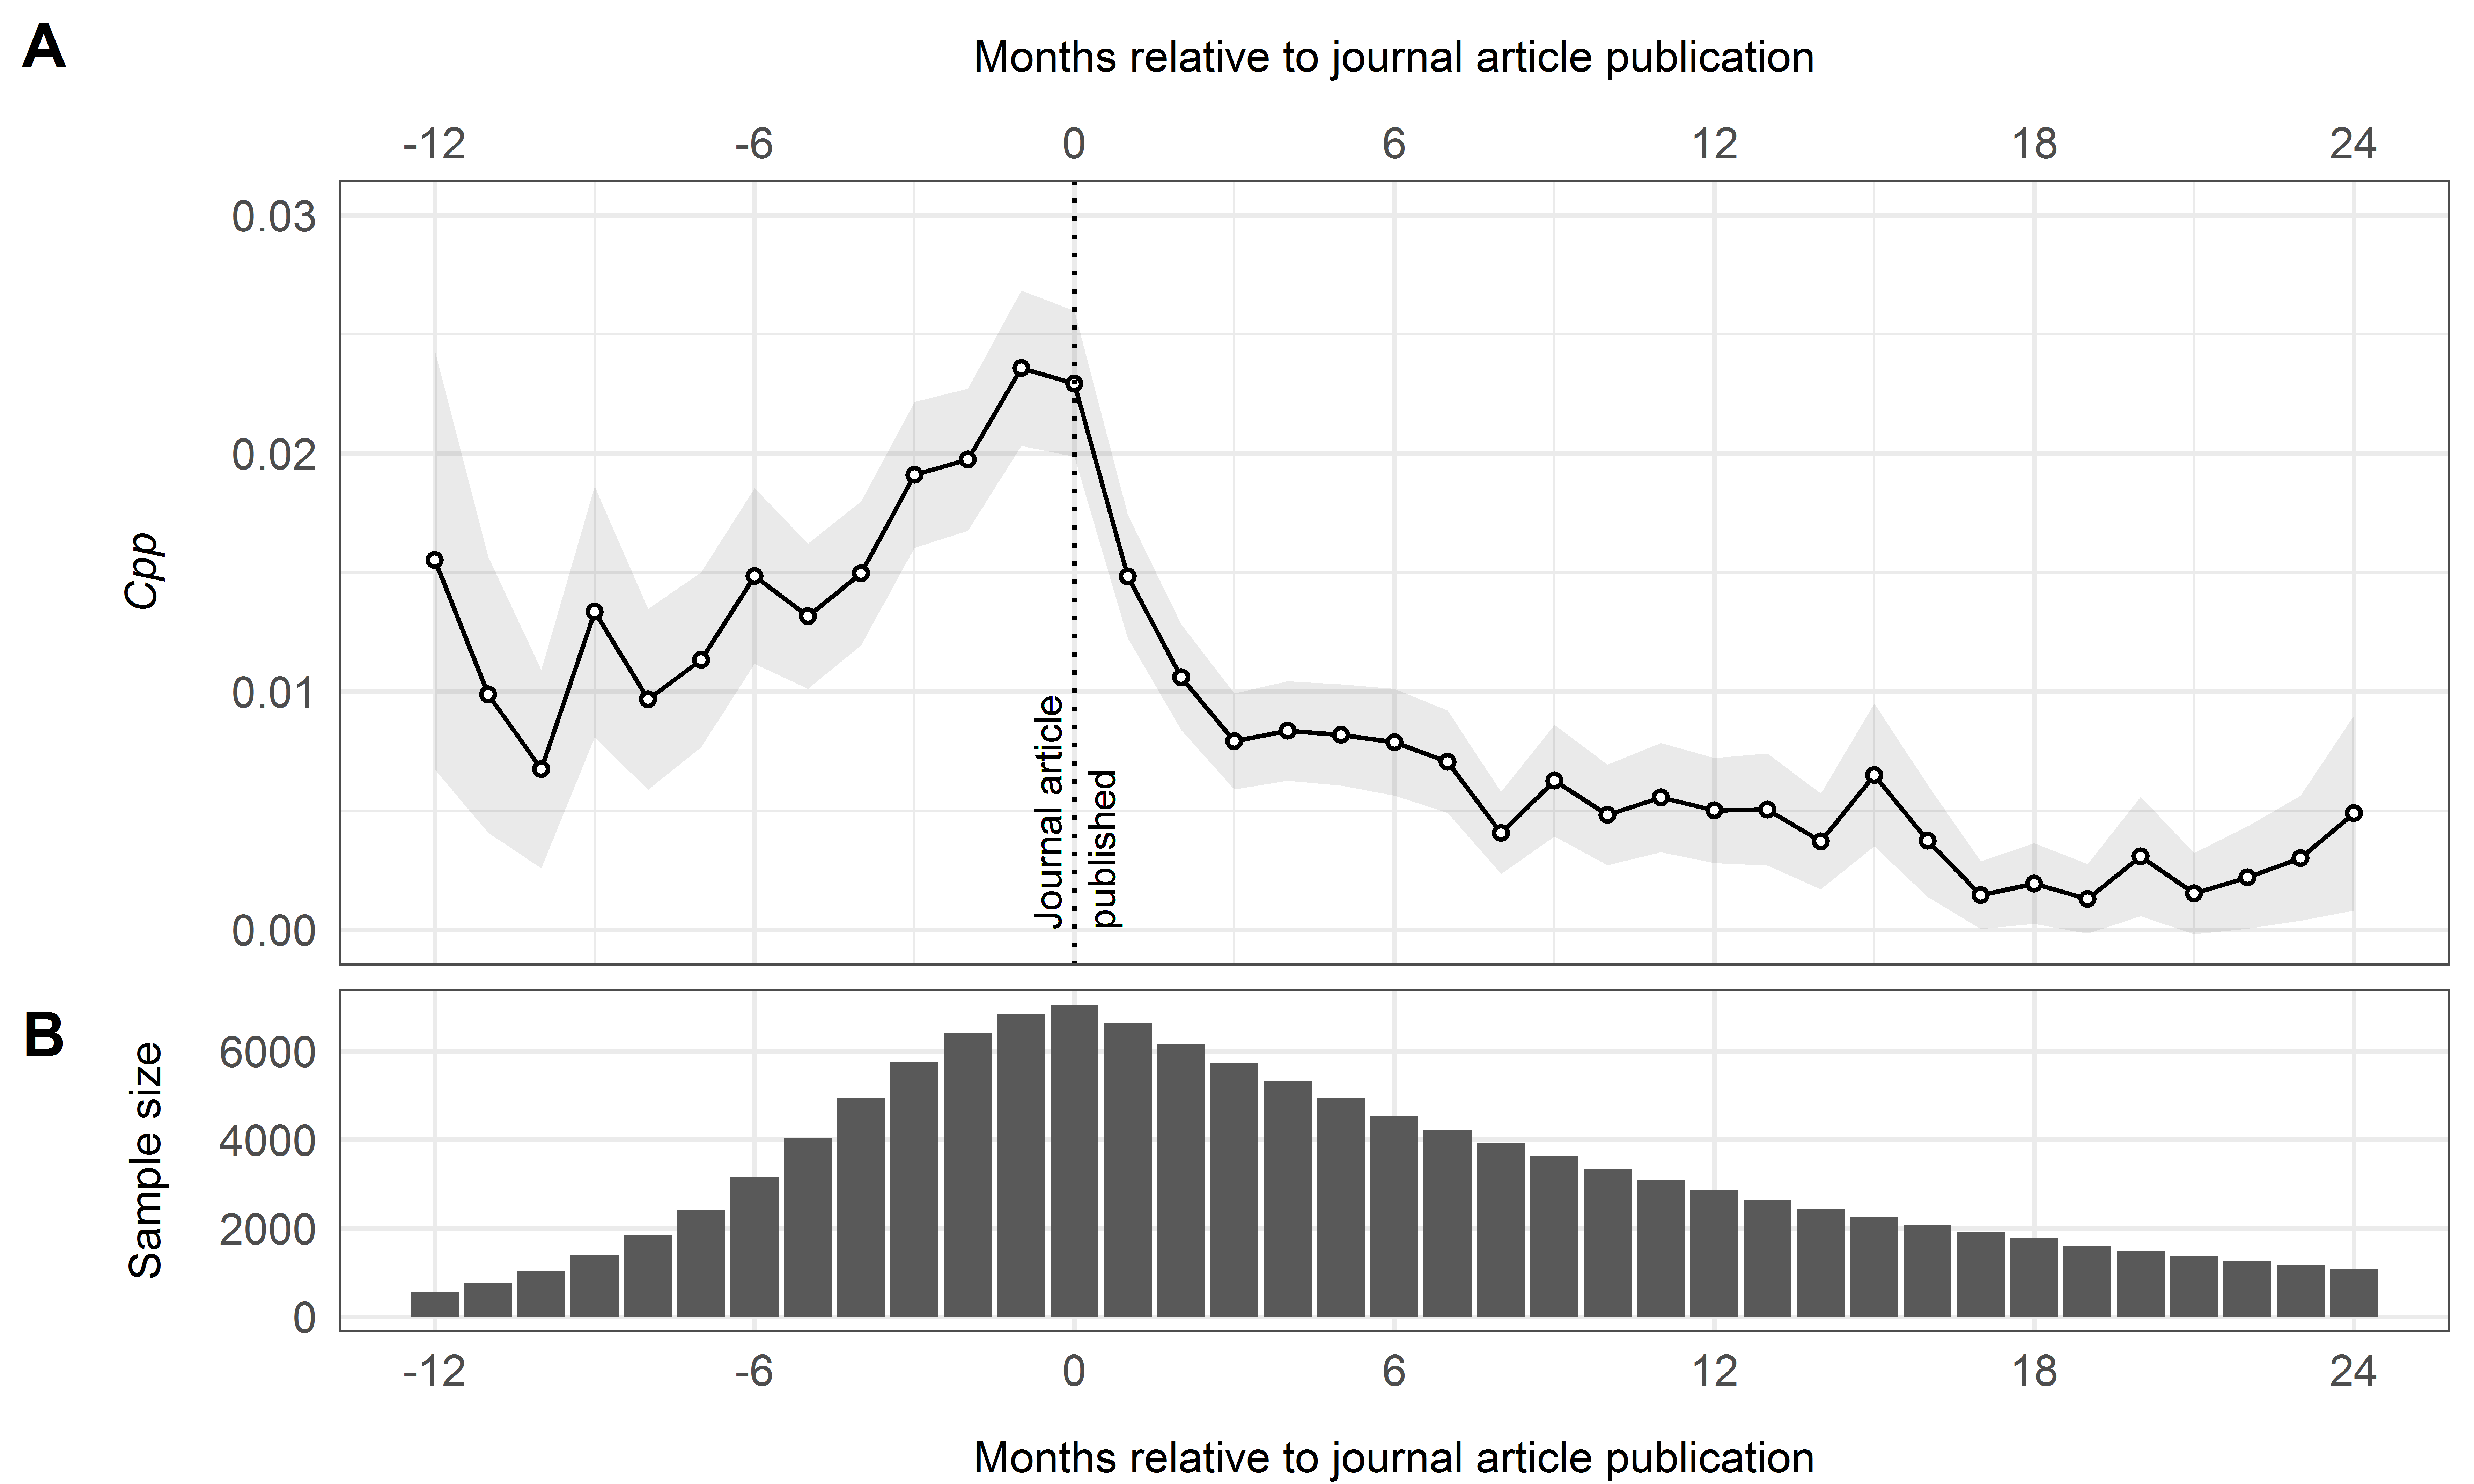 A
Months relative to journal article publication
-12 -6 0 6 12 18 24
0.03
0.02
0.01
0.00
Cpp
Journal article
published
B
Sample size
6000
4000
2000
0
-12 -6 0 6 12 18 24
Months relative to journal article publication